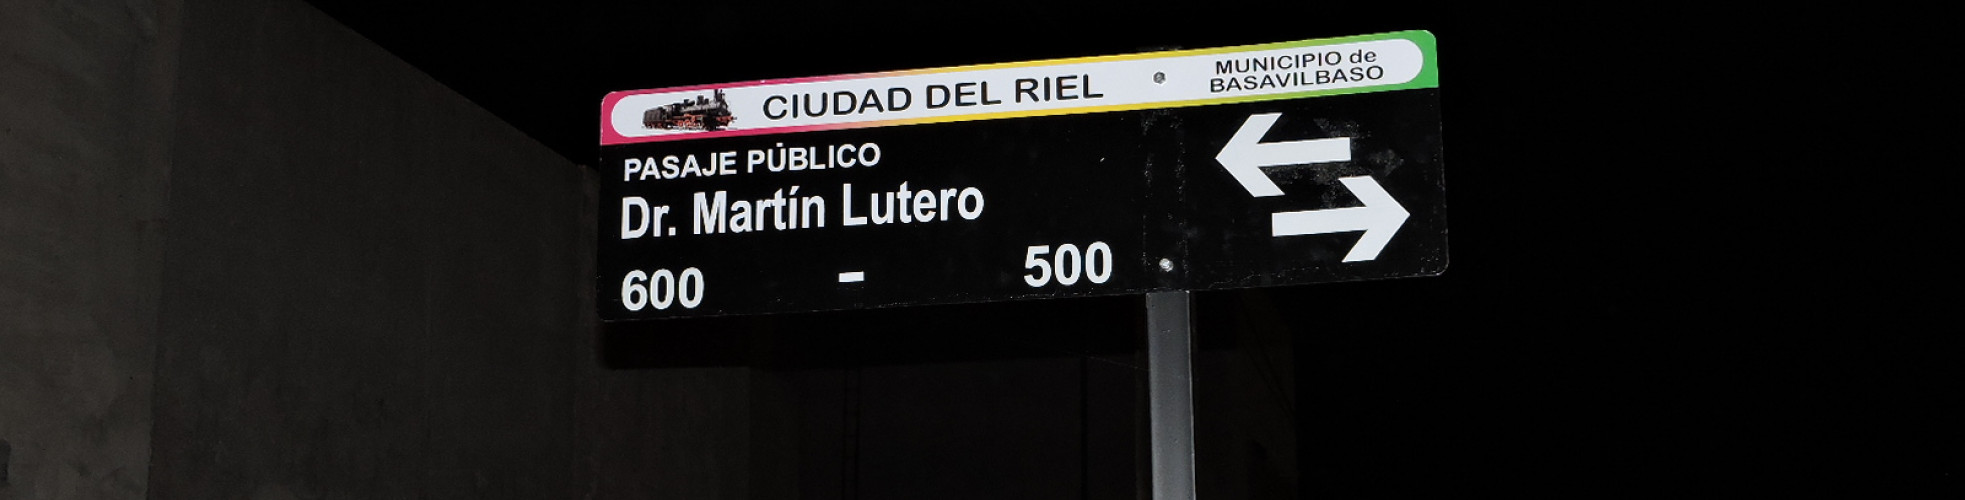 CIUDAD DEL RIEL
MUNICIPIO de
BASAVILBASO
PASAJE PÚBLICO
Dr. Martín Lutero
600 - 500